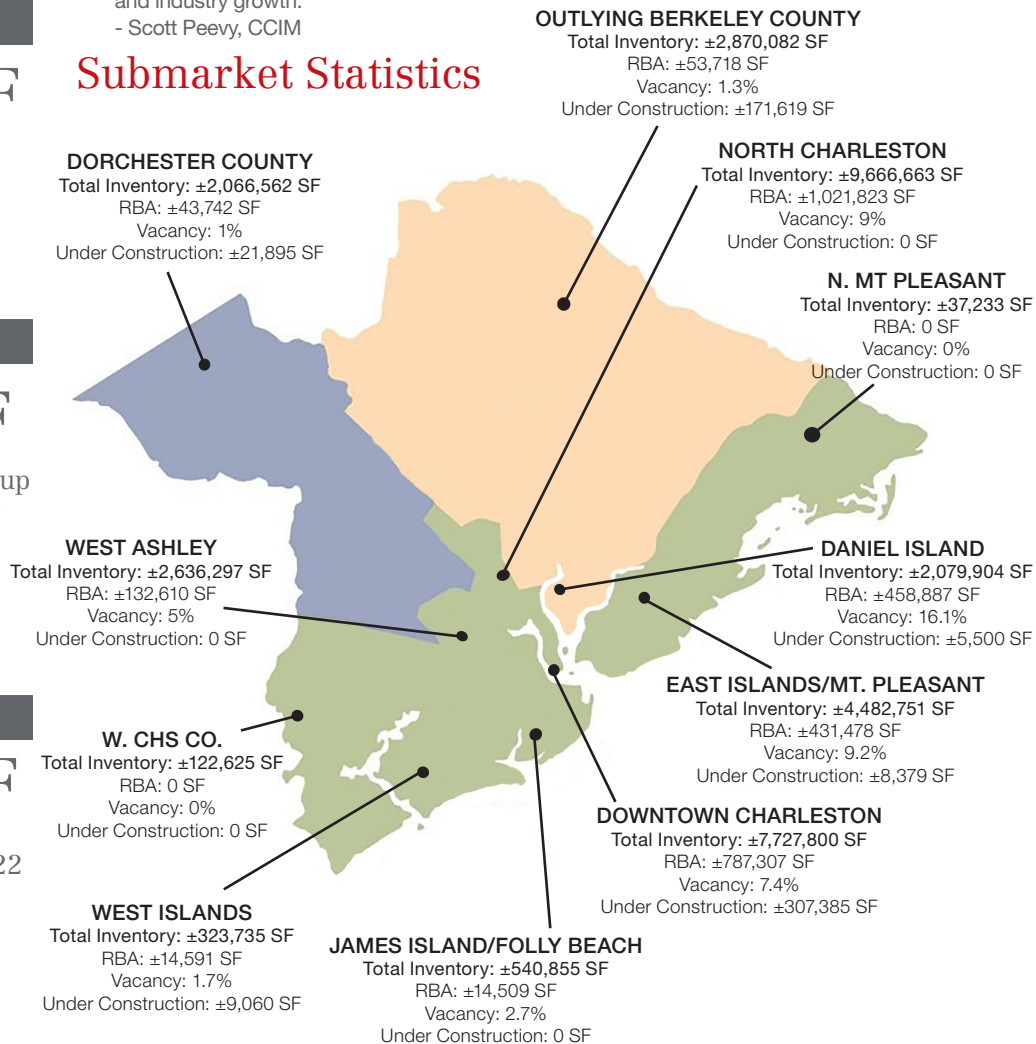 and industry growth.
- Scott Peevy, CCIM
Submarket Statistics
OUTLYING BERKELEY COUNTY
Total Inventory: ±2,870,082 SF
RBA: ±53,718 SF
Vacancy: 1.3%
Under Construction: ±171,619 SF
NORTH CHARLESTON
Total Inventory: ±9,666,663 SF
RBA: ±1,021,823 SF
Vacancy: 9%
Under Construction: 0 SF
DORCHESTER COUNTY
Total Inventory: ±2,066,562 SF
RBA: ±43,742 SF
Vacancy: 1%
Under Construction: ±21,895 SF
N. MT PLEASANT
Total Inventory: ±37,233 SF
RBA: 0 SF
Vacancy: 0%
Under Construction: 0 SF
up
WEST ASHLEY
Total Inventory: ±2,636,297 SF
RBA: ±132,610 SF
Vacancy: 5%
Under Construction: 0 SF
DANIEL ISLAND
Total Inventory: ±2,079,904 SF
RBA: ±458,887 SF
Vacancy: 16.1%
Under Construction: ±5,500 SF
EAST ISLANDS/MT. PLEASANT
Total Inventory: ±4,482,751 SF
RBA: ±431,478 SF
Vacancy: 9.2%
Under Construction: ±8,379 SF
W. CHS CO.
Total Inventory: ±122,625 SF
RBA: 0 SF
Vacancy: 0%
Under Construction: 0 SF
DOWNTOWN CHARLESTON
Total Inventory: ±7,727,800 SF
RBA: ±787,307 SF
Vacancy: 7.4%
Under Construction: ±307,385 SF
22
WEST ISLANDS
Total Inventory: ±323,735 SF
RBA: ±14,591 SF
Vacancy: 1.7%
Under Construction: ±9,060 SF
JAMES ISLAND/FOLLY BEACH
Total Inventory: ±540,855 SF
RBA: ±14,509 SF
Vacancy: 2.7%
Under Construction: 0 SF